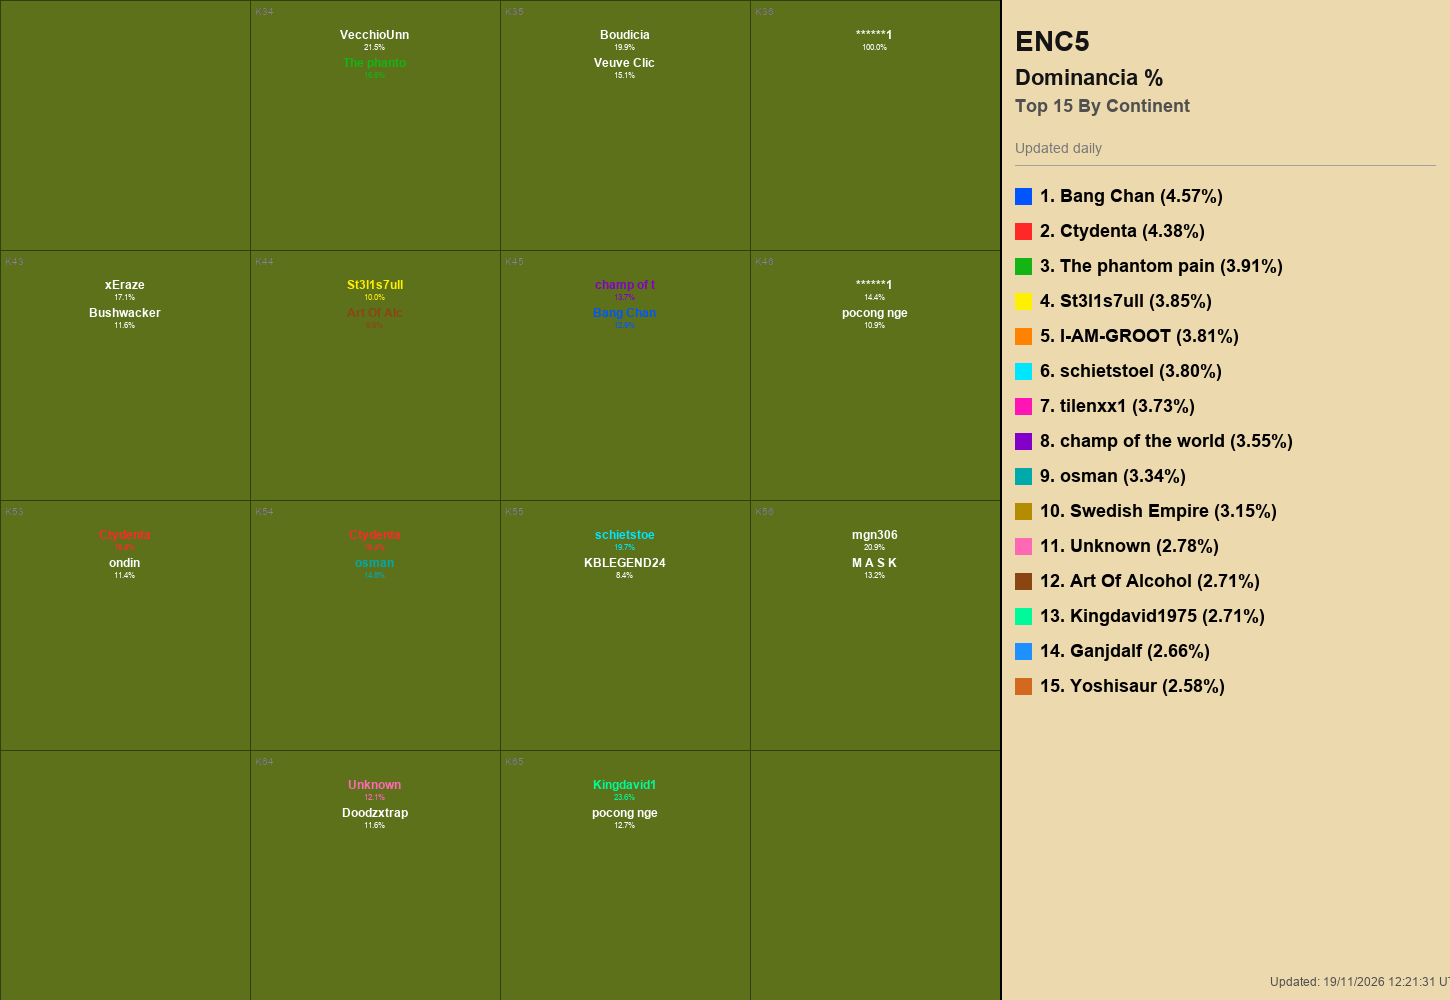 K34
VecchioUnn
21.5%
The phanto
K35
Boudicia
19.9%
Veuve Clic
15.1%
K36
******1
100.0%
K43
xEraze
17.1%
Bushwacker
11.6%
K44
St3l1s7ull
10.0%
Art Of Alc
K45
champ of t
13.7%
Bang Chan
K46
******1
14.4%
pocong nge
10.9%
K53
Ctydenta
ondin
11.4%
K54
Ctydenta
osman
K55
schietstoe
19.7%
KBLEGEND24
8.4%
K56
mgn306
20.9%
M A S K
13.2%
K64
Unknown
12.1%
Doodzxtrap
11.6%
K65
Kingdavid1
23.6%
pocong nge
12.7%
ENC5
Dominancia %
Top 15 By Continent
Updated daily
1. Bang Chan (4.57%)
2. Ctydenta (4.38%)
3. The phantom pain (3.91%)
4. St3l1s7ull (3.85%)
5. I-AM-GROOT (3.81%)
6. schietstoel (3.80%)
7. tilenxx1 (3.73%)
8. champ of the world (3.55%)
9. osman (3.34%)
10. Swedish Empire (3.15%)
11. Unknown (2.78%)
12. Art Of Alcohol (2.71%)
13. Kingdavid1975 (2.71%)
14. Ganjdalf (2.66%)
15. Yoshisaur (2.58%)
Updated: 19/11/2026 12:21:31